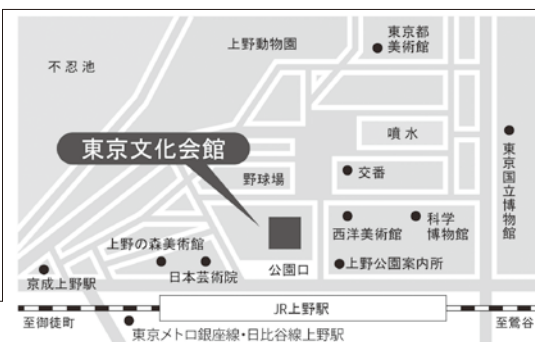 東京都
美術館
上野動物園
不忍池
噴水
東京文化会館
東京国立博物館
交番
野球場
西洋美術館
科学
博物館
上野の森美術館
日本芸術院
公園口
上野公園案内所
京成上野駅
JR上野駅
至御徒町
至鶯谷
東京メトロ銀座線・日比谷線上野駅